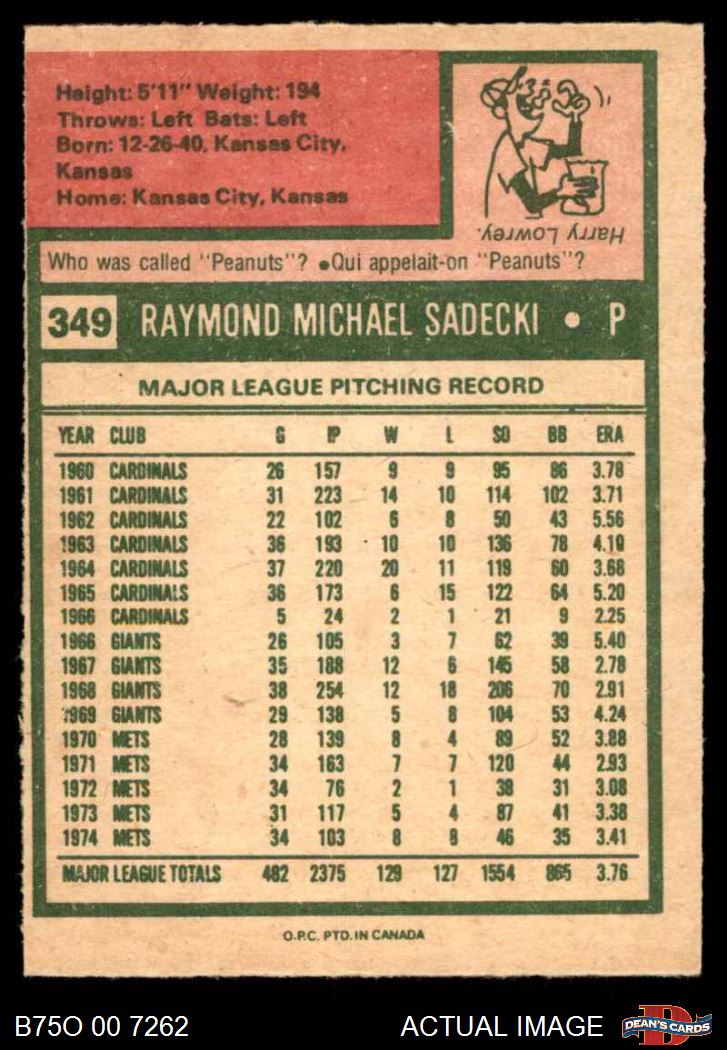 Height: 5'11" Weight: 194
Throws: Left Bats: Left
Born: 12-26-40, Kansas City,
Kansas
Home: Kansas City, Kansas
Harry Lowrey.
Who was called "Peanuts"? ● Qui appelait-on "Peanuts"?
349 RAYMOND MICHAEL SADECKI • P
MAJOR LEAGUE PITCHING RECORD
YEAR CLUB G IP W L SO BB ERA
1960 CARDINALS 26 157 9 9 95 86 3.78
1961 CARDINALS 31 223 14 10 114 102 3.71
1962 CARDINALS 22 102 6 8 50 43 5.56
1963 CARDINALS 36 193 10 10 136 78 4.10
1964 CARDINALS 37 220 20 11 119 60 3.68
1965 CARDINALS 36 173 6 15 122 64 5.20
1966 CARDINALS 5 24 2 1 21 9 2.25
1966 GIANTS 26 105 3 7 62 39 5.40
1967 GIANTS 35 188 12 6 145 58 2.78
1968 GIANTS 38 254 12 18 206 70 2.91
1969 GIANTS 29 138 5 8 104 53 4.24
1970 METS 28 139 8 4 89 52 3.88
1971 METS 34 163 7 7 120 44 2.93
1972 METS 34 76 2 1 38 31 3.08
1973 METS 31 117 5 4 87 41 3.38
1974 METS 34 103 8 8 46 35 3.41
MAJOR LEAGUE TOTALS 482 2375 129 127 1554 865 3.76
O.P.C. PTD. IN CANADA
B75O 00 7262 ACTUAL IMAGE D DEAN'S CARDS